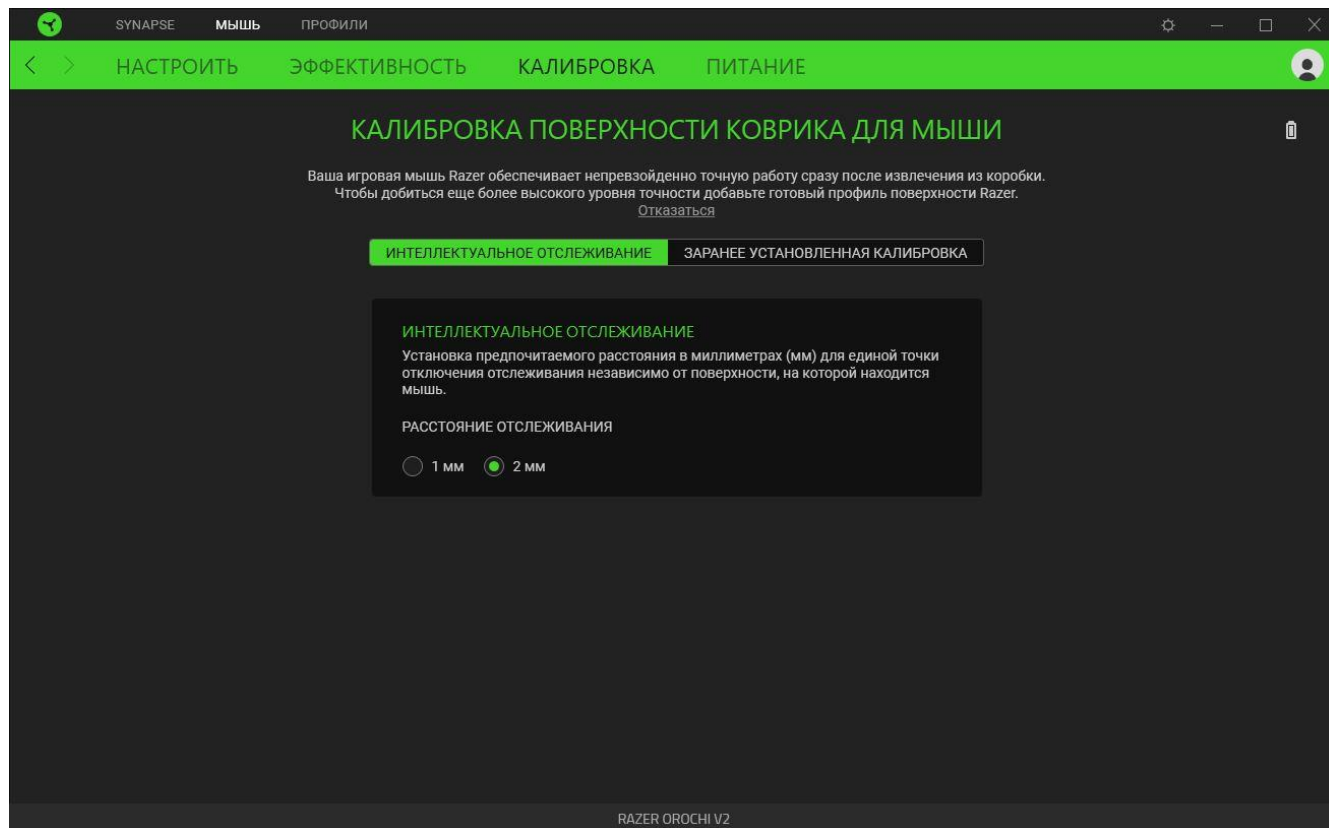 SYNAPSE МЫШЬ ПРОФИЛИ
НАСТРОИТЬ ЭФФЕКТИВНОСТЬ КАЛИБРОВКА ПИТАНИЕ
КАЛИБРОВКА ПОВЕРХНОСТИ КОВРИКА ДЛЯ МЫШИ
Ваша игровая мышь Razer обеспечивает непревзойденно точную работу сразу после извлечения из коробки.
Чтобы добиться еще более высокого уровня точности добавьте готовый профиль поверхности Razer.
Отказаться
ИНТЕЛЛЕКТУАЛЬНОЕ ОТСЛЕЖИВАНИЕ ЗАРАНЕЕ УСТАНОВЛЕННАЯ КАЛИБРОВКА
ИНТЕЛЛЕКТУАЛЬНОЕ ОТСЛЕЖИВАНИЕ
Установка предпочитаемого расстояния в миллиметрах (мм) для единой точки
отключения отслеживания независимо от поверхности, на которой находится
мышь.
РАССТОЯНИЕ ОТСЛЕЖИВАНИЯ
1 мм 2 мм
RAZER OROCHI V2